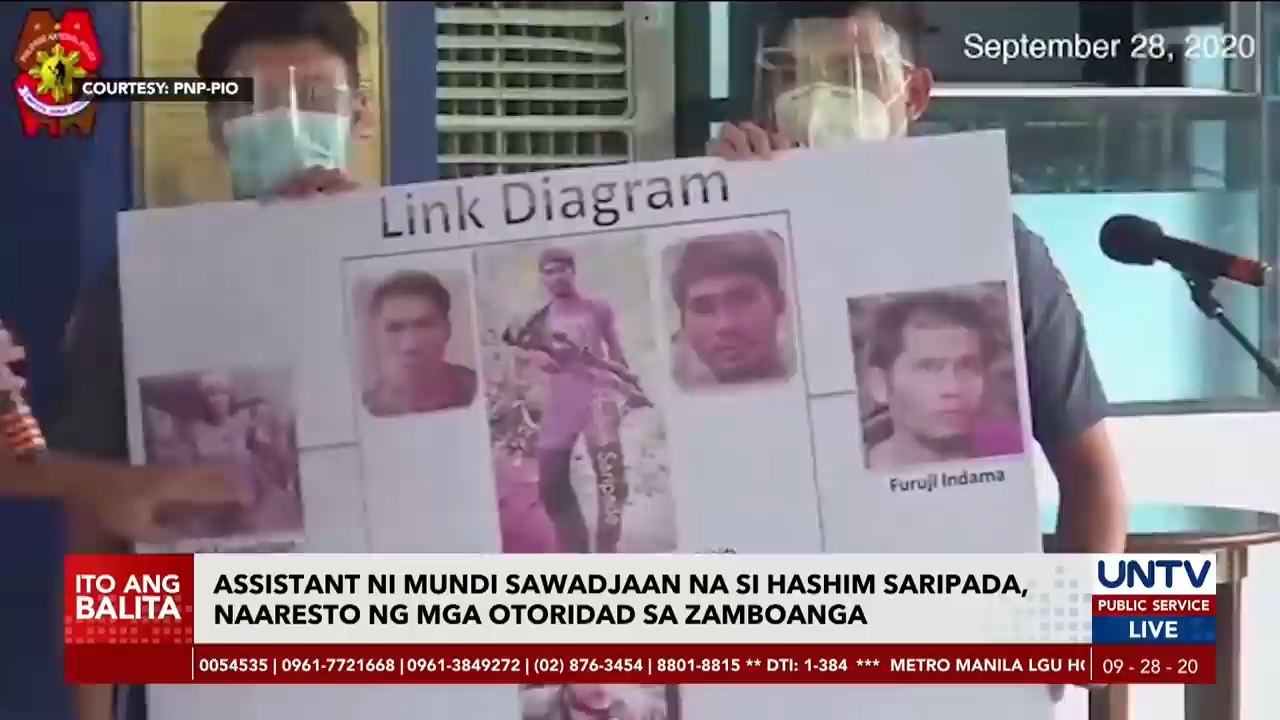 September 28, 2020
COURTESY: PNP-PIO
Link Diagram
Saripada
Furuji Indama
ITO ANG
BALITA
ASSISTANT NI MUNDI SAWADJAAN NA SI HASHIM SARIPADA,
NAARESTO NG MGA OTORIDAD SA ZAMBOANGA
UNTV
PUBLIC SERVICE
LIVE
0054535 | 0961-7721668 | 0961-3849272 | (02) 876-3454 | 8801-8815 ** DTI: 1-384 *** METRO MANILA LGU
09 - 28 - 20